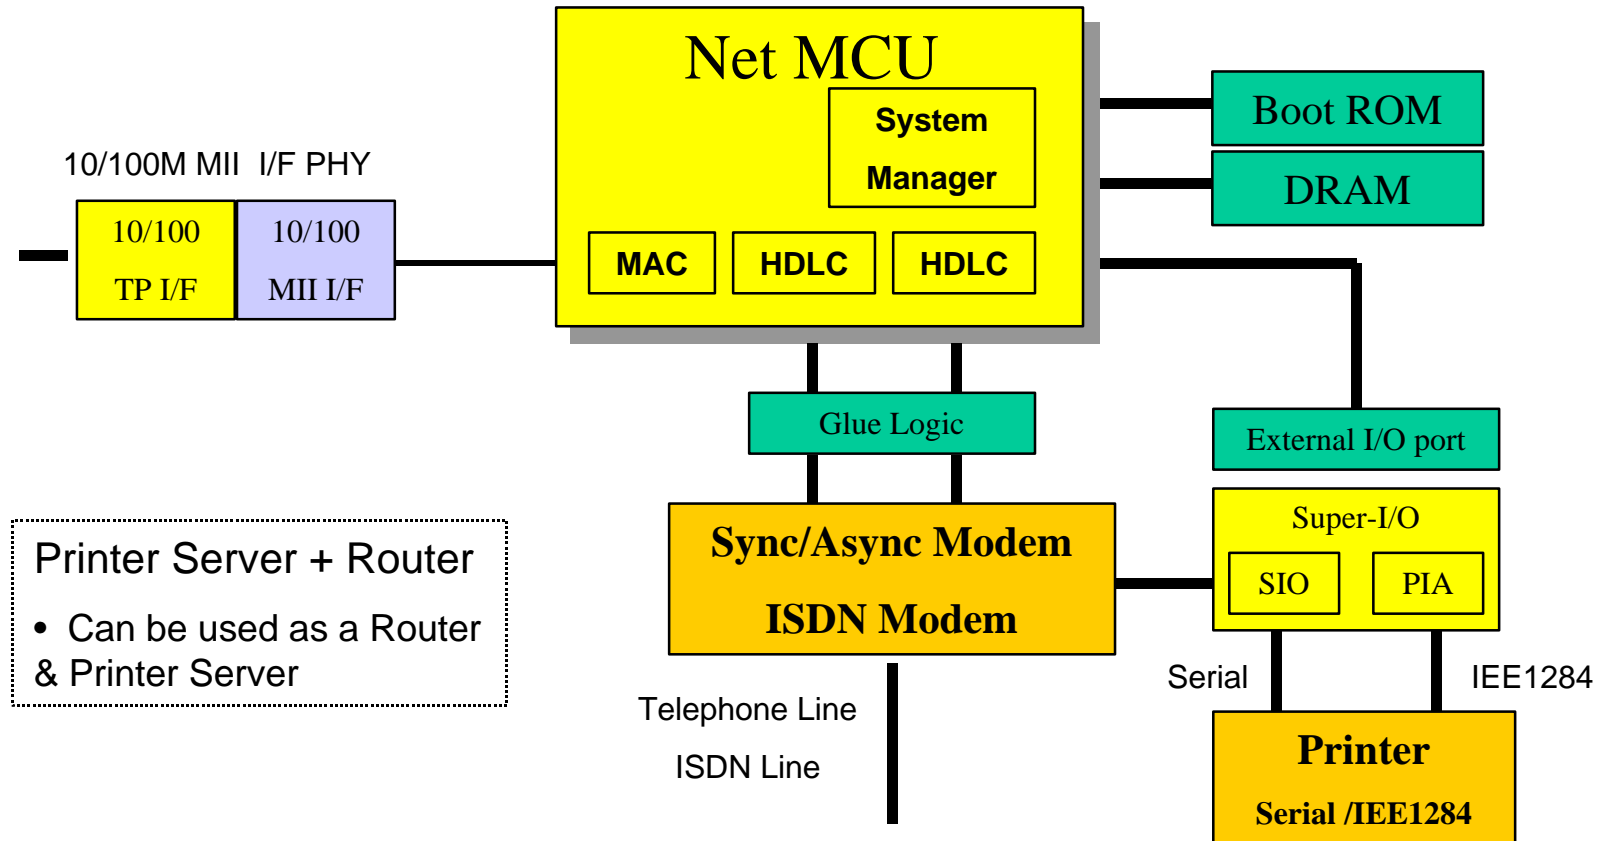 Net MCU
System
Manager
MAC
HDLC
HDLC
Boot ROM
DRAM
10/100M MII I/F PHY
10/100
TP I/F
10/100
MII I/F
Glue Logic
External I/O port
Sync/Async Modem
ISDN Modem
Super-I/O
SIO
PIA
Printer Server + Router
• Can be used as a Router
& Printer Server
Serial
IEE1284
Telephone Line
ISDN Line
Printer
Serial /IEE1284